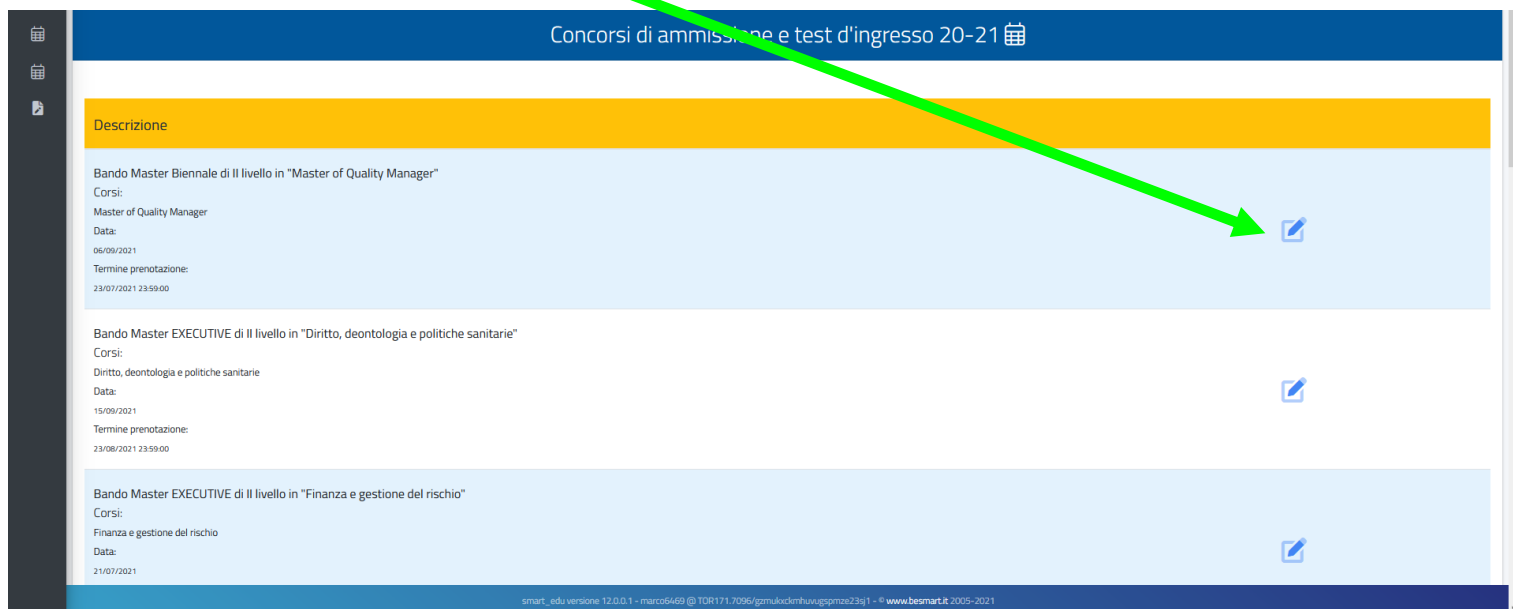 Concorsi di ammissione e test d'ingresso 20-21
Descrizione
Bando Master Biennale di II livello in "Master of Quality Manager"
Corsi:
Master of Quality Manager
Data:
06/09/2021
Termine prenotazione:
23/07/2021 23:59:00
Bando Master EXECUTIVE di II livello in "Diritto, deontologia e politiche sanitarie"
Corsi:
Diritto, deontologia e politiche sanitarie
Data:
15/09/2021
Termine prenotazione:
23/08/2021 23:59:00
Bando Master EXECUTIVE di II livello in "Finanza e gestione del rischio"
Corsi:
Finanza e gestione del rischio
Data:
21/07/2021
smart_edu versione 12.0.0.1 - marco6469 @ - © www.besmart.it 2005-2021